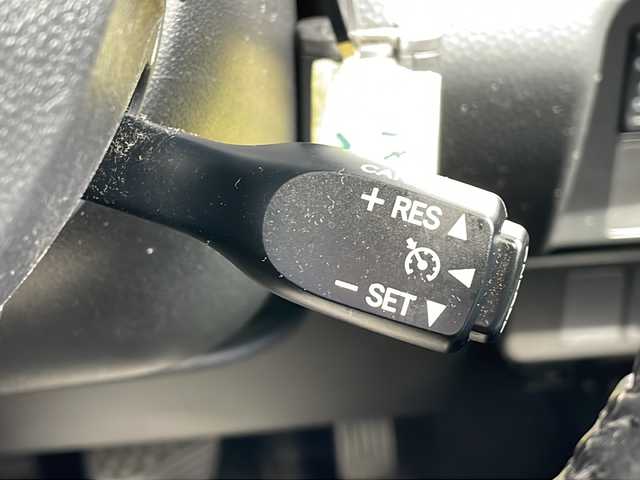 + RES
- SET